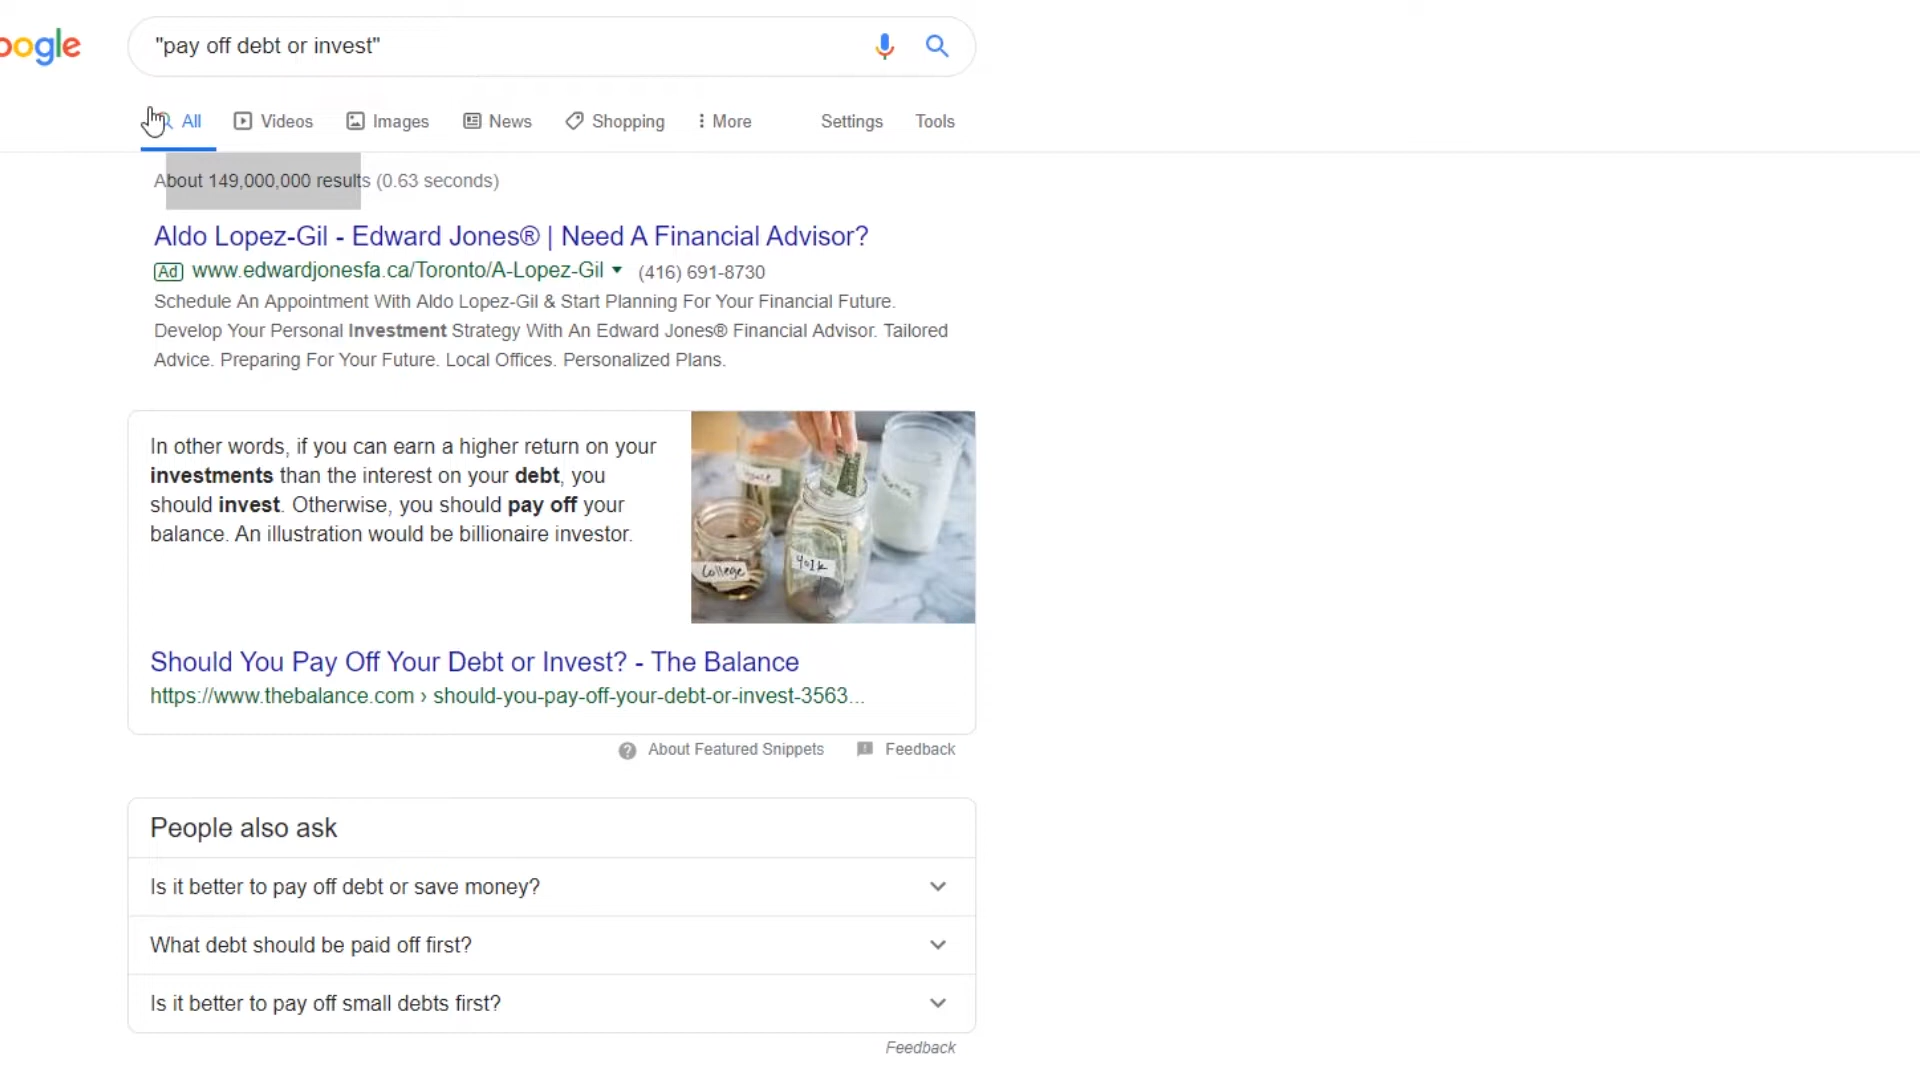 oogle
"pay off debt or invest"
All Videos Images News Shopping More Settings Tools
About 149,000,000 results (0.63 seconds)
Aldo Lopez-Gil - Edward Jones® | Need A Financial Advisor?
Ad www.edwardjonesfa.ca/Toronto/A-Lopez-Gil (416) 691-8730
Schedule An Appointment With Aldo Lopez-Gil & Start Planning For Your Financial Future.
Develop Your Personal Investment Strategy With An Edward Jones® Financial Advisor. Tailored
Advice. Preparing For Your Future. Local Offices. Personalized Plans.
In other words, if you can earn a higher return on your
investments than the interest on your debt, you
should invest. Otherwise, you should pay off your
balance. An illustration would be billionaire investor.
College
401k
Should You Pay Off Your Debt or Invest? - The Balance
https://www.thebalance.com › should-you-pay-off-your-debt-or-invest-3563...
About Featured Snippets Feedback
People also ask
Is it better to pay off debt or save money?
What debt should be paid off first?
Is it better to pay off small debts first?
Feedback